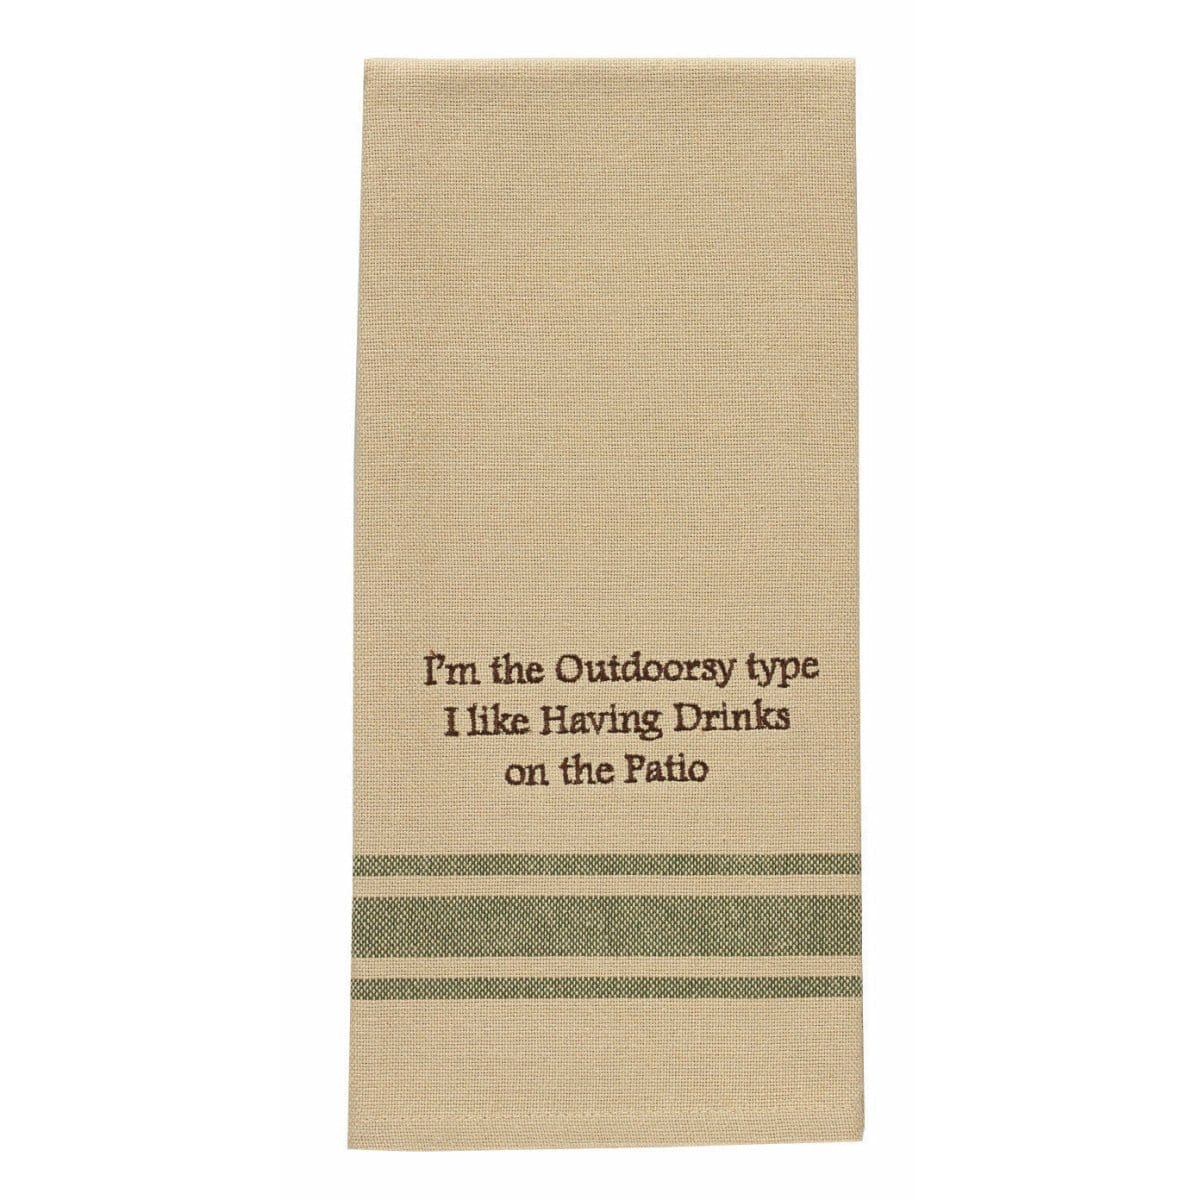 I'm the Outdoorsy type
I like Having Drinks
on the Patio